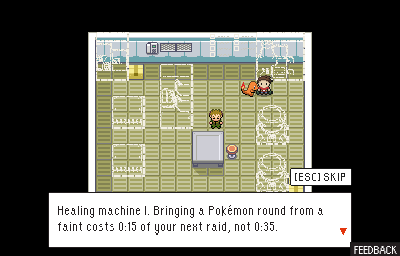 [ESC] SKIP
Healing machine I. Bringing a Pokémon round from a
faint costs 0:15 of your next raid, not 0:35.
FEEDBACK